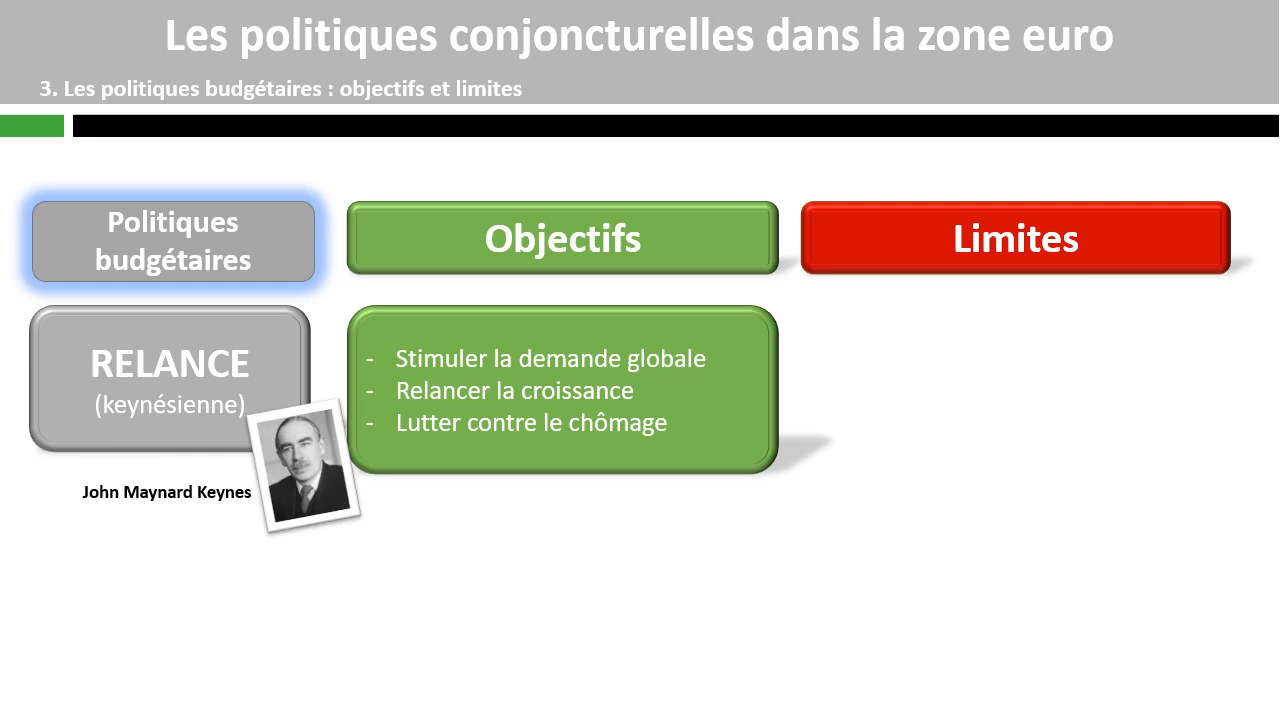 Les politiques conjoncturelles dans la zone euro
3. Les politiques budgétaires : objectifs et limites
Politiques
budgétaires
Objectifs
Limites
RELANCE
(keynésienne)
- Stimuler la demande globale
- Relancer la croissance
- Lutter contre le chômage
John Maynard Keynes